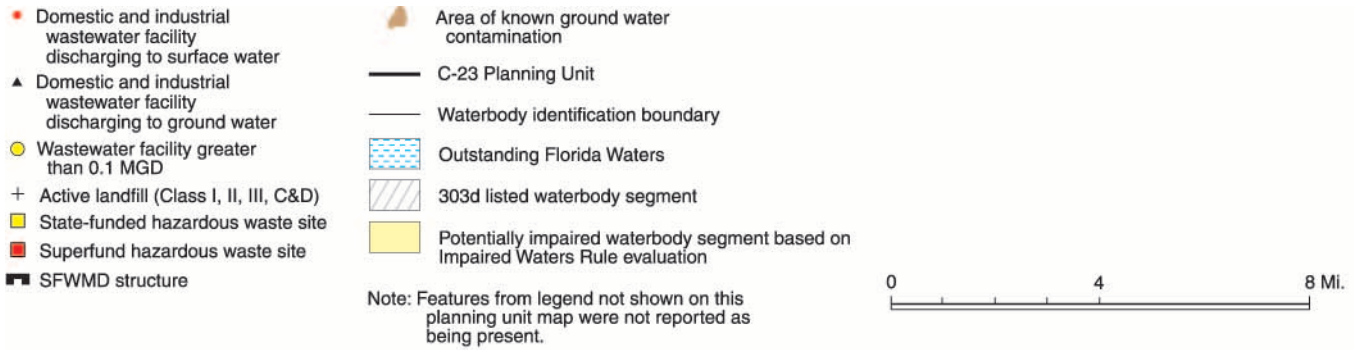 Domestic and industrial
wastewater facility
discharging to surface water
Domestic and industrial
wastewater facility
discharging to ground water
Wastewater facility greater
than 0.1 MGD
Active landfill (Class I, II, III, C&D)
State-funded hazardous waste site
Superfund hazardous waste site
SFWMD structure
Area of known ground water
contamination
C-23 Planning Unit
Waterbody identification boundary
Outstanding Florida Waters
303d listed waterbody segment
Potentially impaired waterbody segment based on
Impaired Waters Rule evaluation
Note: Features from legend not shown on this
planning unit map were not reported as
being present.
0 4 8 Mi.